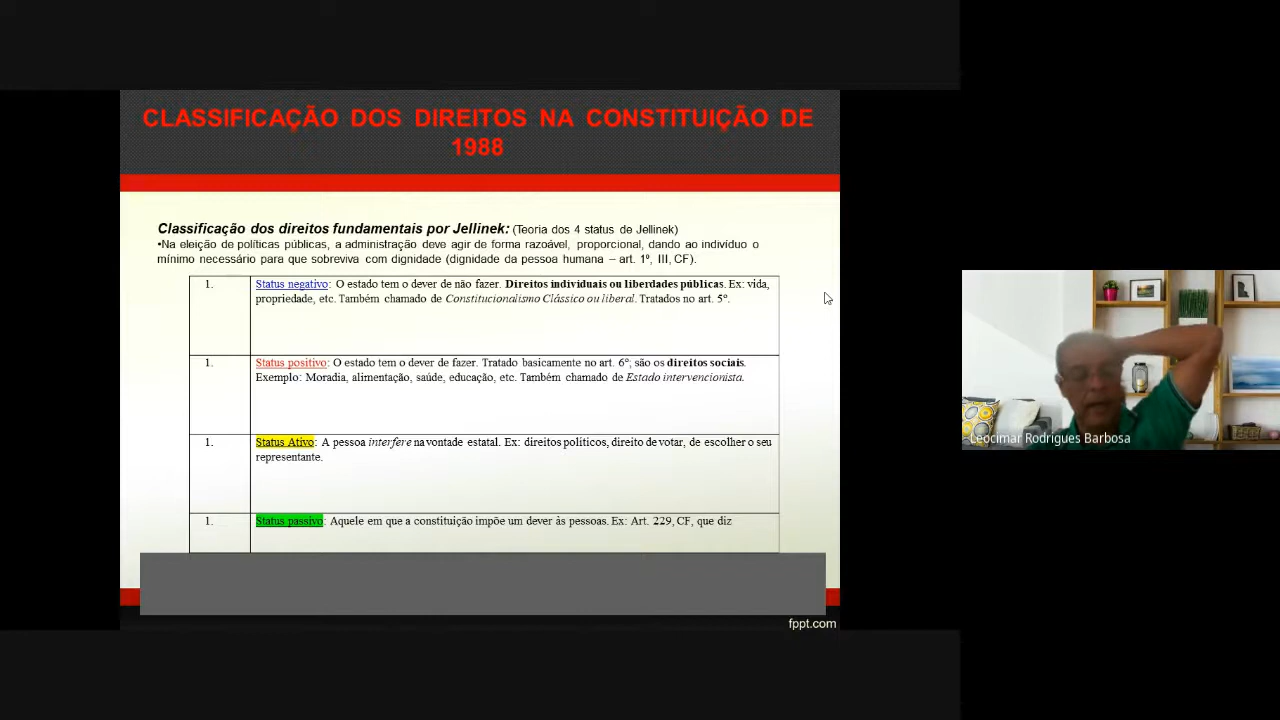 CLASSIFICAÇÃO DOS DIREITOS NA CONSTITUIÇÃO DE
1988
Classificação dos direitos fundamentais por Jellinek: (Teoria dos 4 status de Jellinek)
•Na eleição de políticas públicas, a administração deve agir de forma razoável, proporcional, dando ao indivíduo o
mínimo necessário para que sobreviva com dignidade (dignidade da pessoa humana – art. 1º, III, CF).
1. Status negativo: O estado tem o dever de não fazer. Direitos individuais ou liberdades públicas. Ex: vida,
propriedade, etc. Também chamado de Constitucionalismo Clássico ou liberal. Tratados no art. 5º.
1. Status positivo: O estado tem o dever de fazer. Tratado basicamente no art. 6º; são os direitos sociais.
Exemplo: Moradia, alimentação, saúde, educação, etc. Também chamado de Estado intervencionista.
1. Status Ativo: A pessoa interfere na vontade estatal. Ex: direitos políticos, direito de votar, de escolher o seu
representante.
1. Status passivo: Aquele em que a constituição impõe um dever às pessoas. Ex: Art. 229, CF, que diz
fppt.com
Leocimar Rodrigues Barbosa